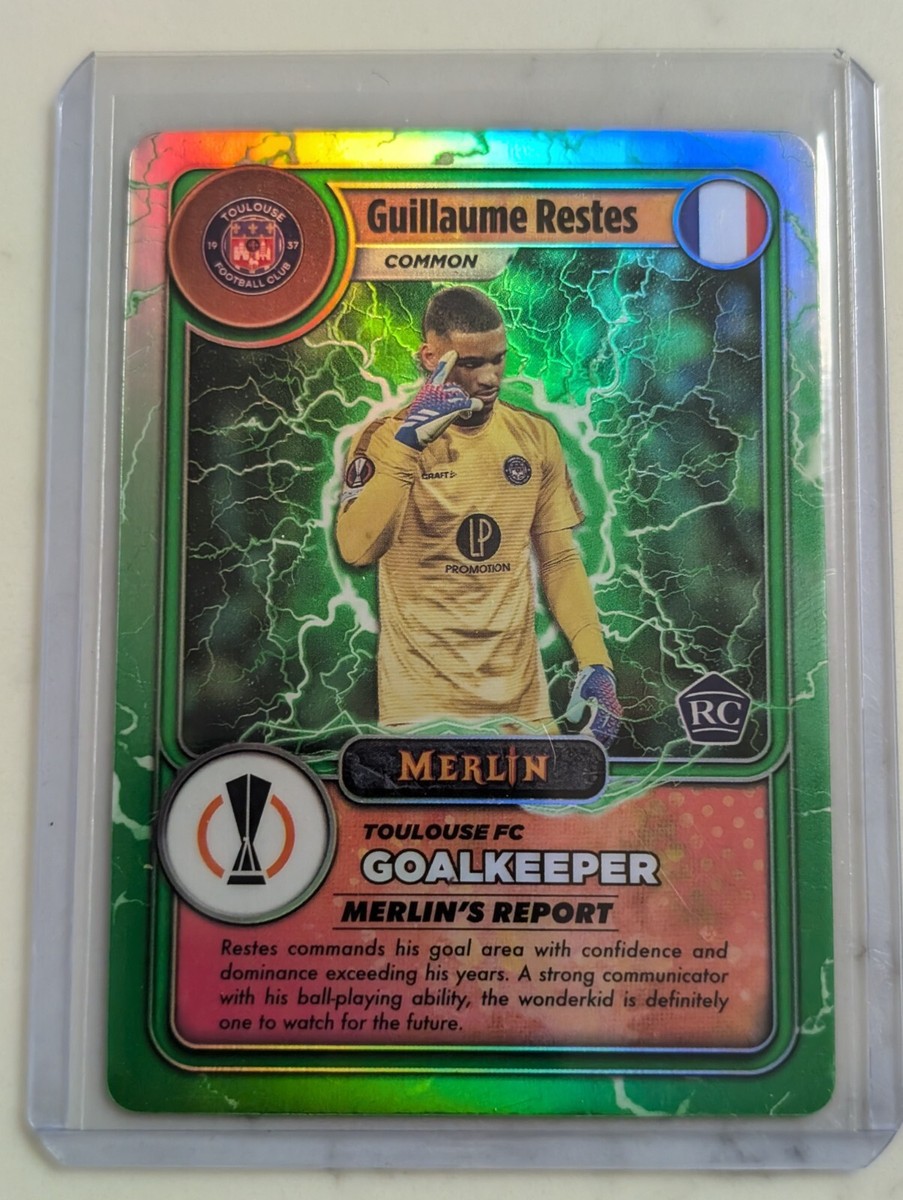 TOULOUSE
19 37
FOOTBALL CLUB
Guillaume Restes
COMMON
CRAFT
LP
PROMOTION
RC
MERLIN
TOULOUSE FC
GOALKEEPER
MERLIN'S REPORT
Restes commands his goal area with confidence and
dominance exceeding his years. A strong communicator
with his ball-playing ability, the wonderkid is definitely
one to watch for the future.